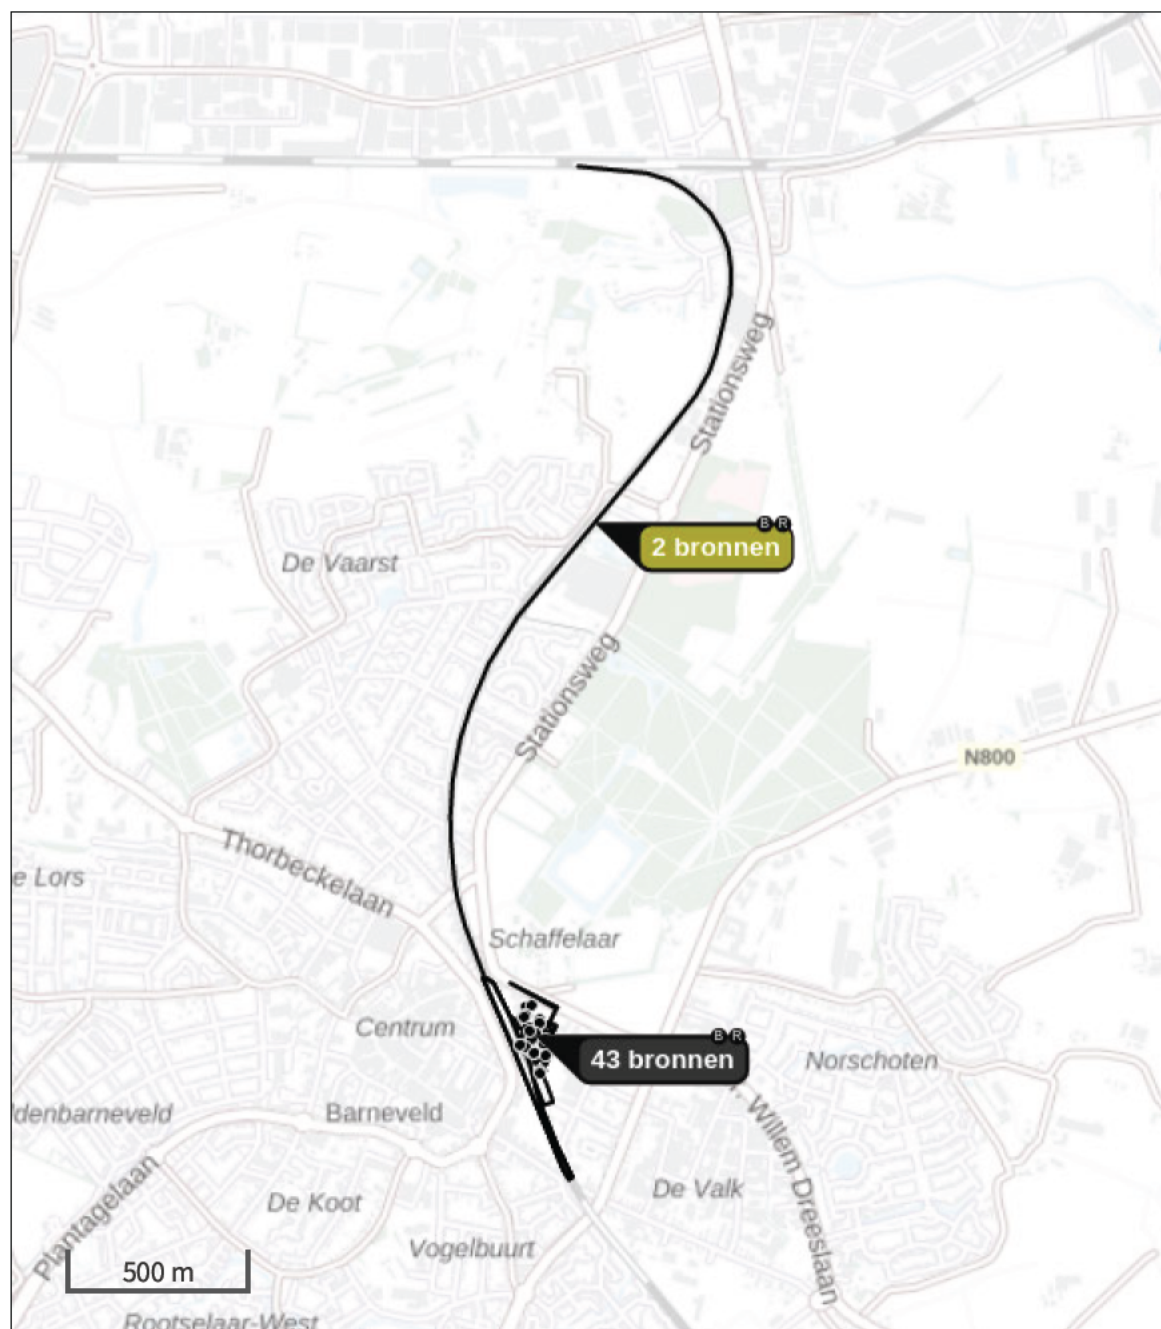 Stationsweg
B R
2 bronnen
De Vaarst
Stationsweg
N800
Thorbeckelaan
e Lors
Schaffelaar
Centrum
B R
43 bronnen
Norschoten
ldenbarneveld
Barneveld
Willem Dreeslaan
Plantagelaan
De Koot
De Valk
Vogelbuurt
500 m
Rootselaar-West